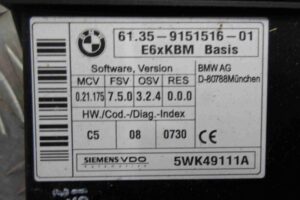 61.35-9151516-01
E6xKBM Basis
Software, Version
BMW AG
D-80788München
MCV FSV OSV RES
0.21.175 7.5.0 3.2.4 0.0.0
HW./Cod./Diag.-Index
C5 08 0730
SIEMENS VDO 5WK49111A